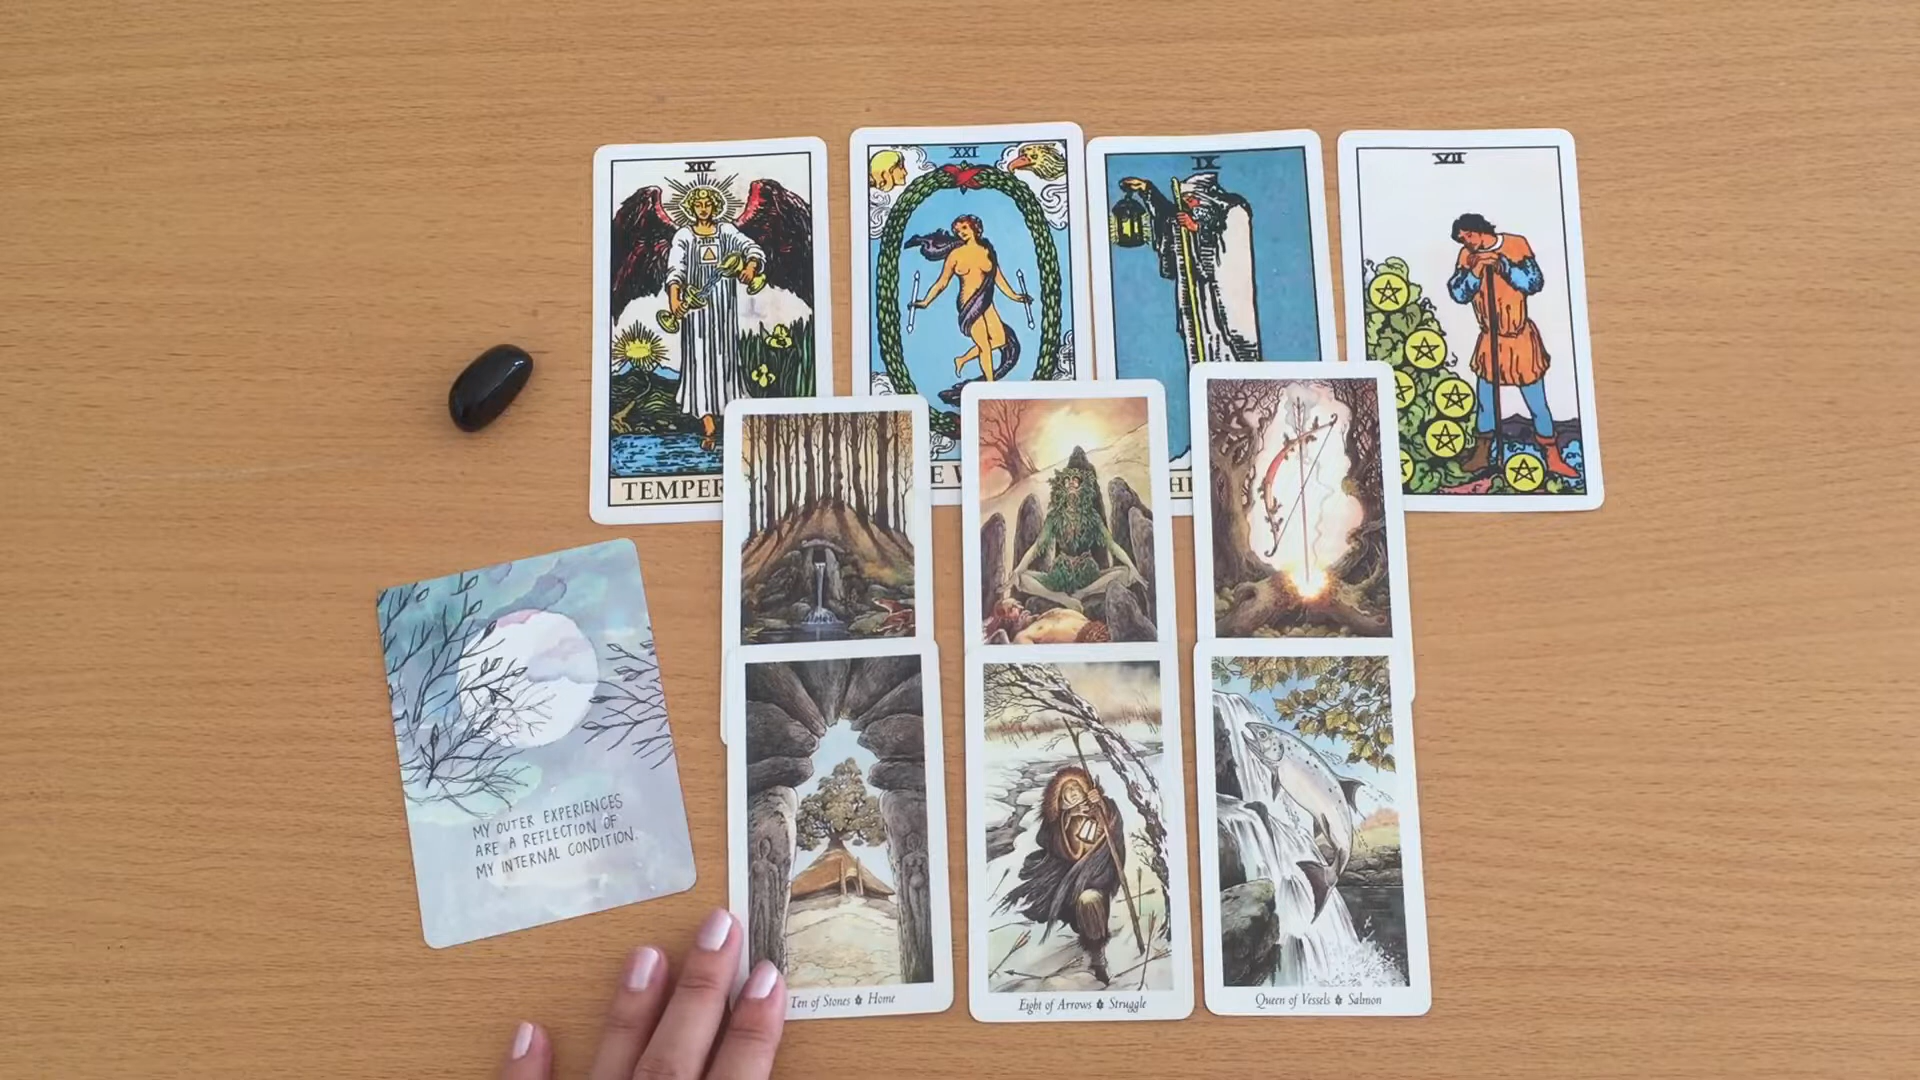 XIV
XXI
IX
VII
TEMPER
E W
H
MY OUTER EXPERIENCES
ARE A REFLECTION OF
MY INTERNAL CONDITION.
Ten of Stones Home
Eight of Arrows Struggle
Queen of Vessels Salmon